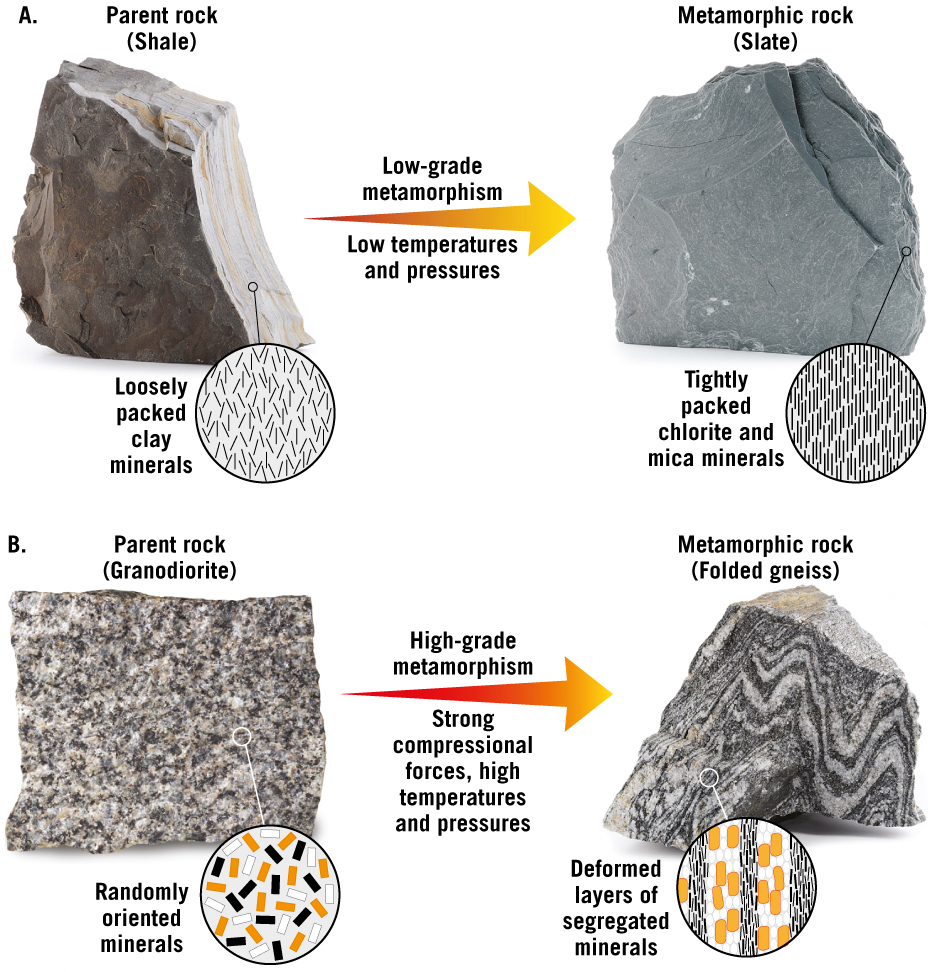 A.
Parent rock
(Shale)
Metamorphic rock
(Slate)
Low-grade
metamorphism
Low temperatures
and pressures
Loosely
packed
clay
minerals
Tightly
packed
chlorite and
mica minerals
B.
Parent rock
(Granodiorite)
Metamorphic rock
(Folded gneiss)
High-grade
metamorphism
Strong
compressional
forces, high
temperatures
and pressures
Randomly
oriented
minerals
Deformed
layers of
segregated
minerals